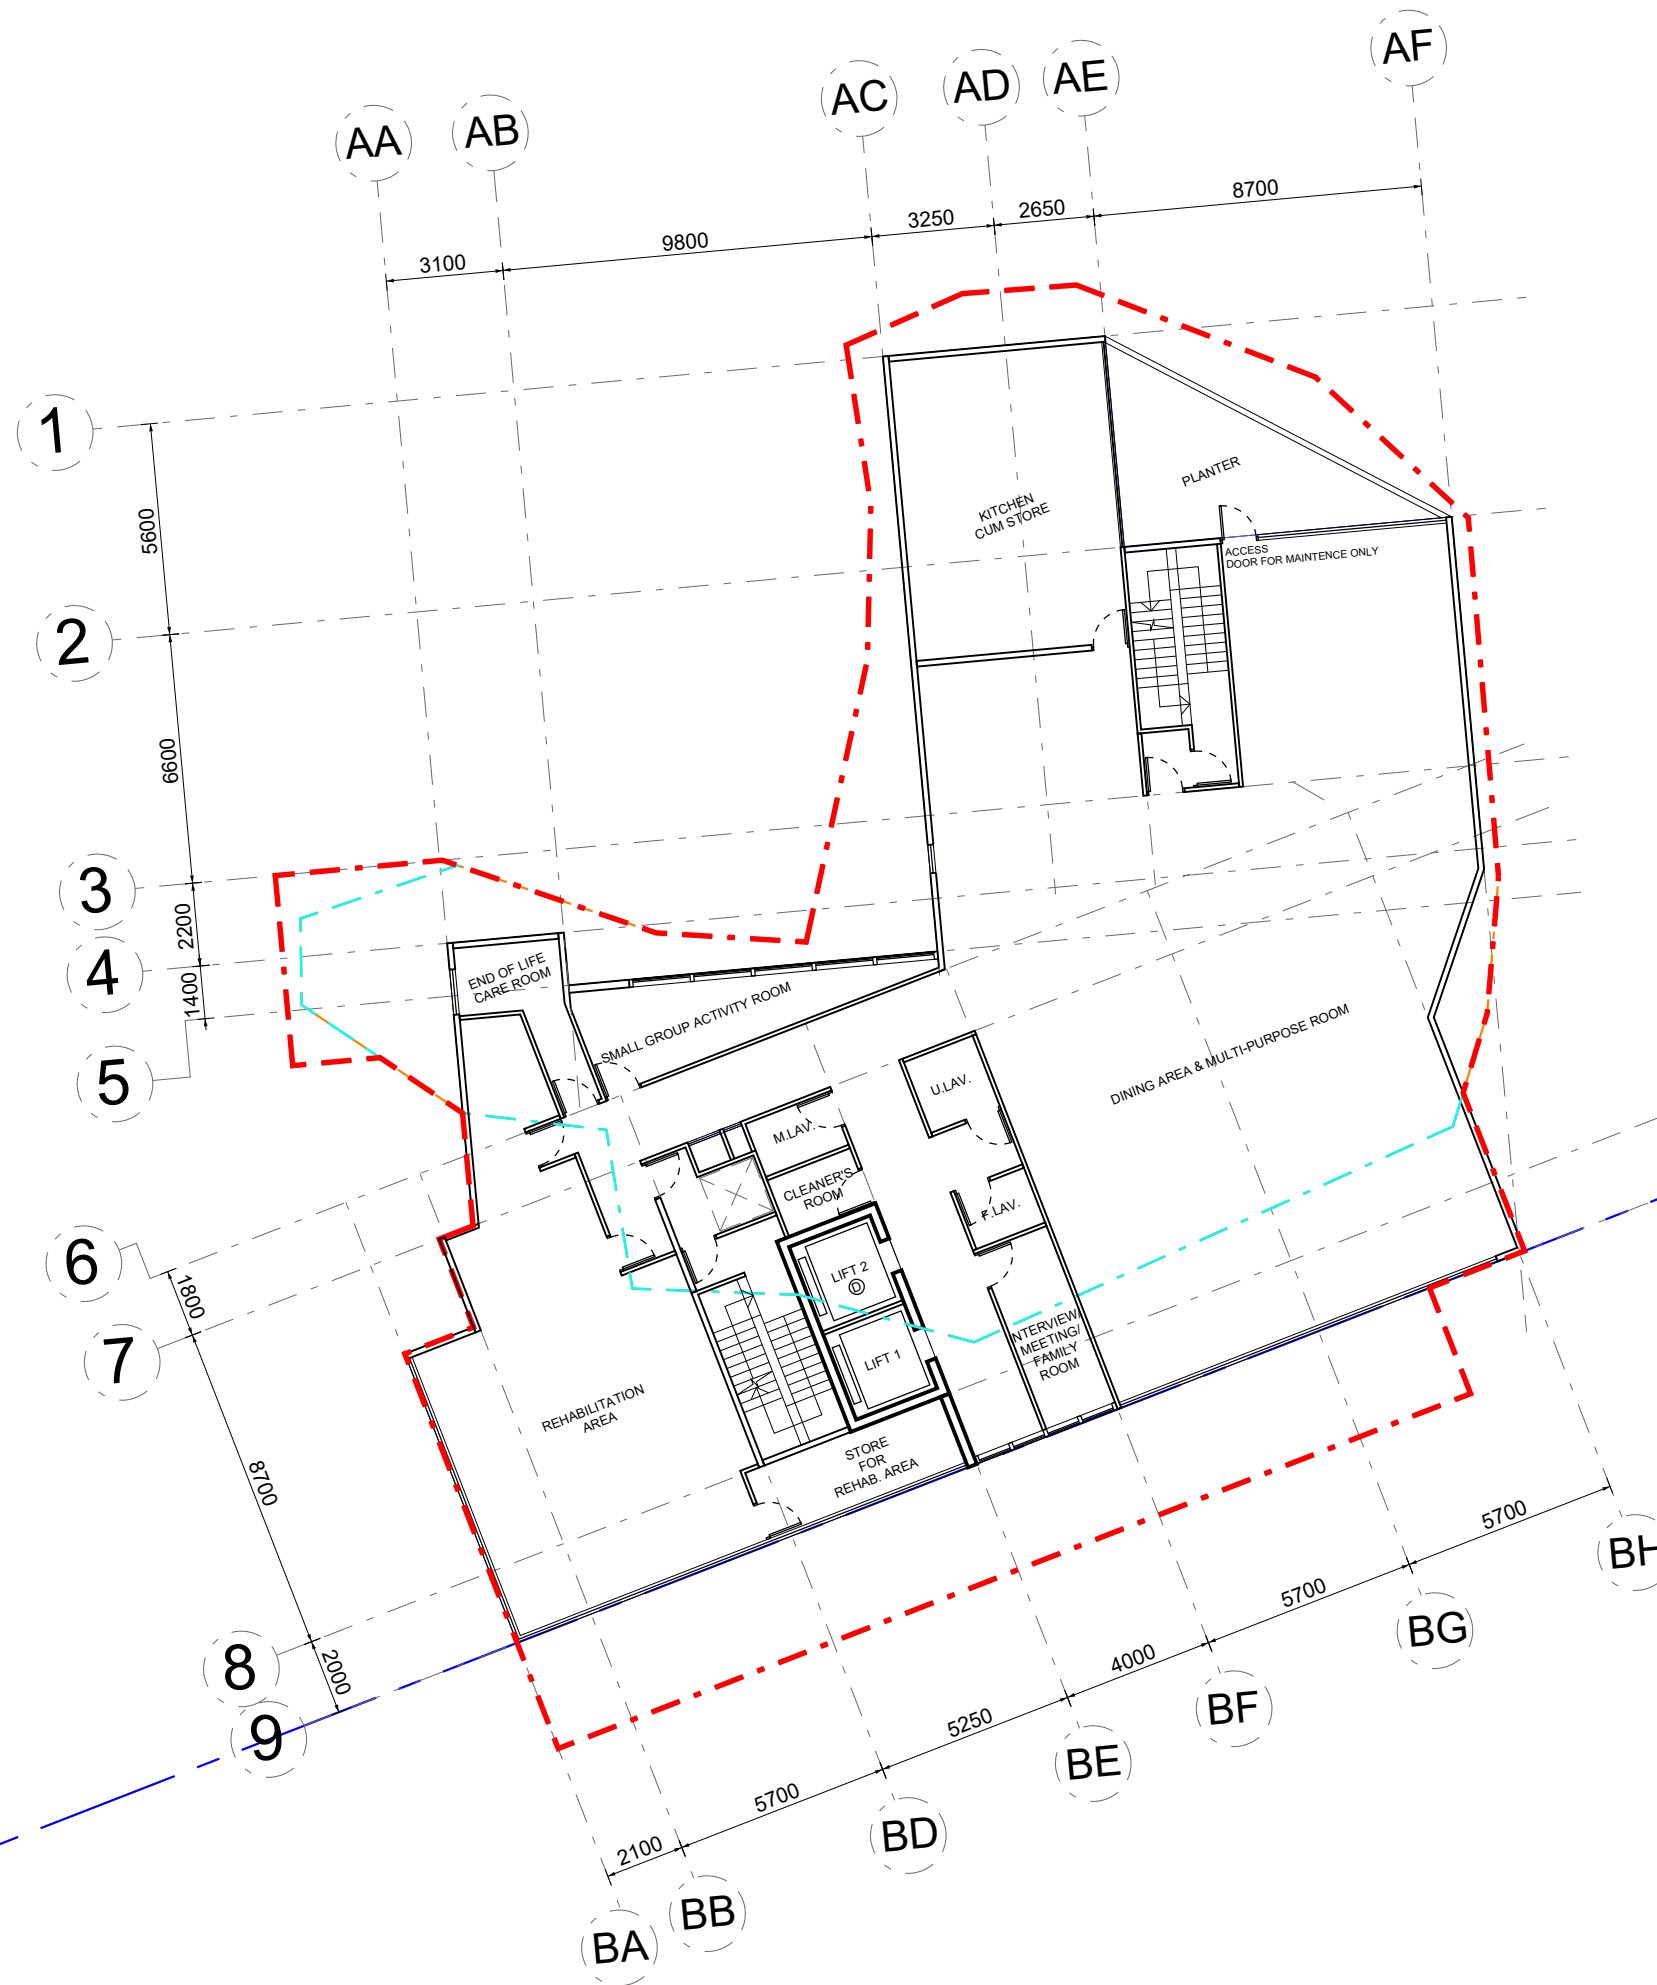 AA
AB
AC
AD
AE
AF
3100
9800
3250
2650
8700
1
2
3
4
5
6
7
8
9
5600
6600
2200
1400
1800
8700
2000
KITCHEN
CUM STORE
PLANTER
ACCESS
DOOR FOR MAINTENCE ONLY
END OF LIFE
CARE ROOM
SMALL GROUP ACTIVITY ROOM
DINING AREA & MULTI-PURPOSE ROOM
U.LAV.
M.LAV.
CLEANER'S
ROOM
F.LAV.
LIFT 2
D
LIFT 1
INTERVIEW/
MEETING/
FAMILY
ROOM
REHABILITATION
AREA
STORE
FOR
REHAB. AREA
2100
5700
5250
4000
5700
5700
BA
BB
BD
BE
BF
BG
BH